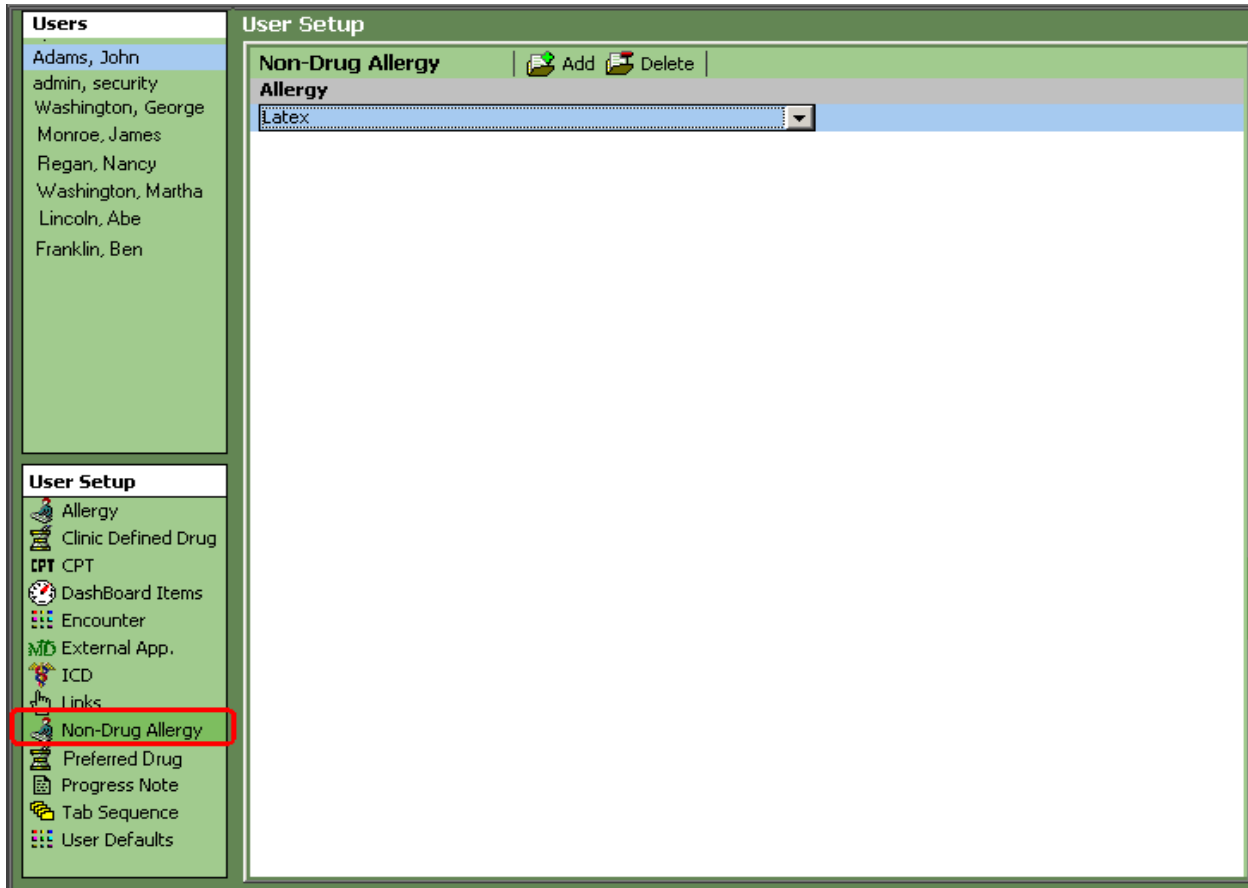 Users
Adams, John
admin, security
Washington, George
Monroe, James
Regan, Nancy
Washington, Martha
Lincoln, Abe
Franklin, Ben
User Setup
Allergy
Clinic Defined Drug
CPT CPT
DashBoard Items
Encounter
MD External App.
ICD
Links
Non-Drug Allergy
Preferred Drug
Progress Note
Tab Sequence
User Defaults
User Setup
Non-Drug Allergy Add Delete
Allergy
Latex